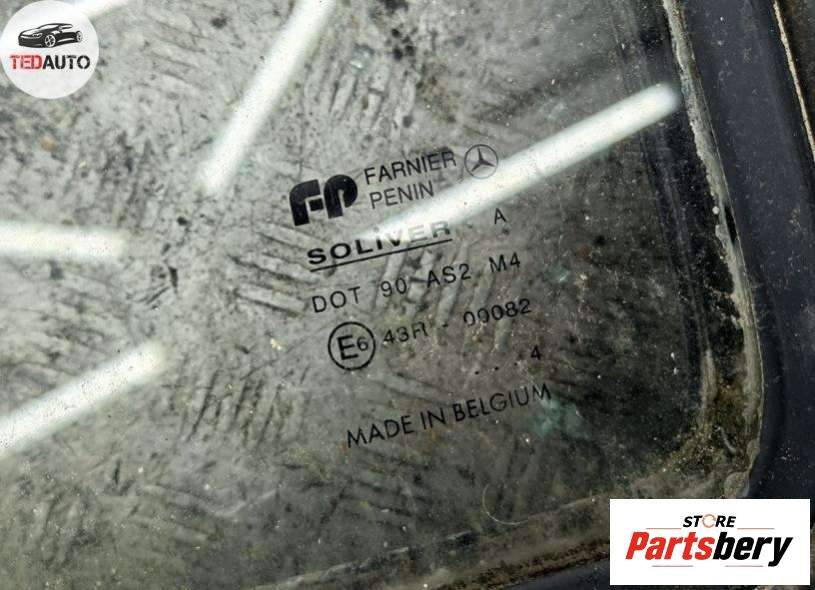 TEDAUTO
FP FARNIER
PENIN
SOLiVER A
DOT 90 AS2 M4
E6 43R - 00082
. . . 4
MADE IN BELGIUM
STORE
Partsbery